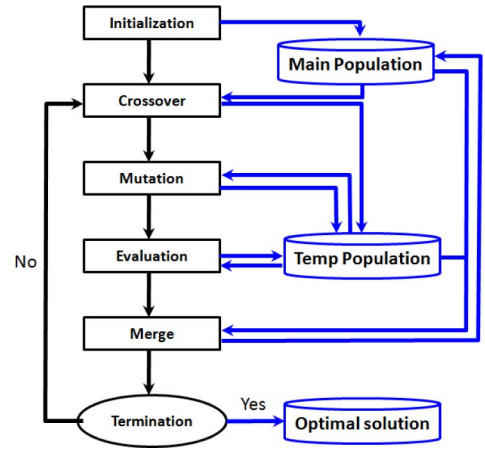 Initialization
Main Population
Crossover
Mutation
Evaluation
Temp Population
No
Merge
Termination
Yes
Optimal solution